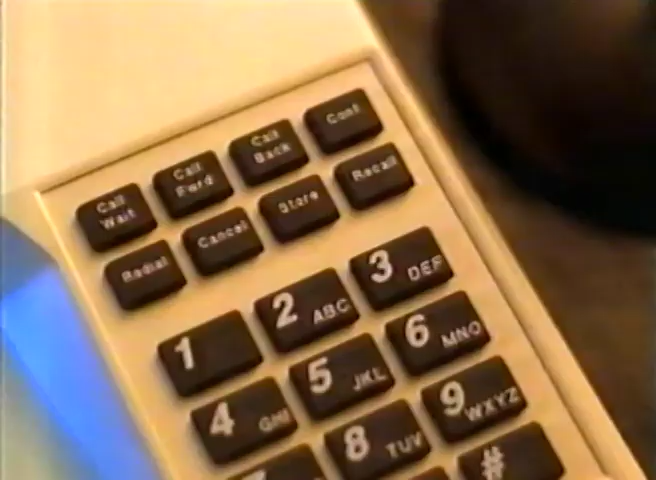 Call
Wait
Call
Fwrd
Call
Back
Conf
Redial
Cancel
Store
Recall
1
2 ABC
3 DEF
4 GHI
5 JKL
6 MNO
8 TUV
9 WXYZ
#